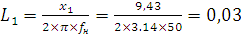 L₁ = x₁ / (2×π×fн) = 9,43 / (2×3.14×50) = 0,03